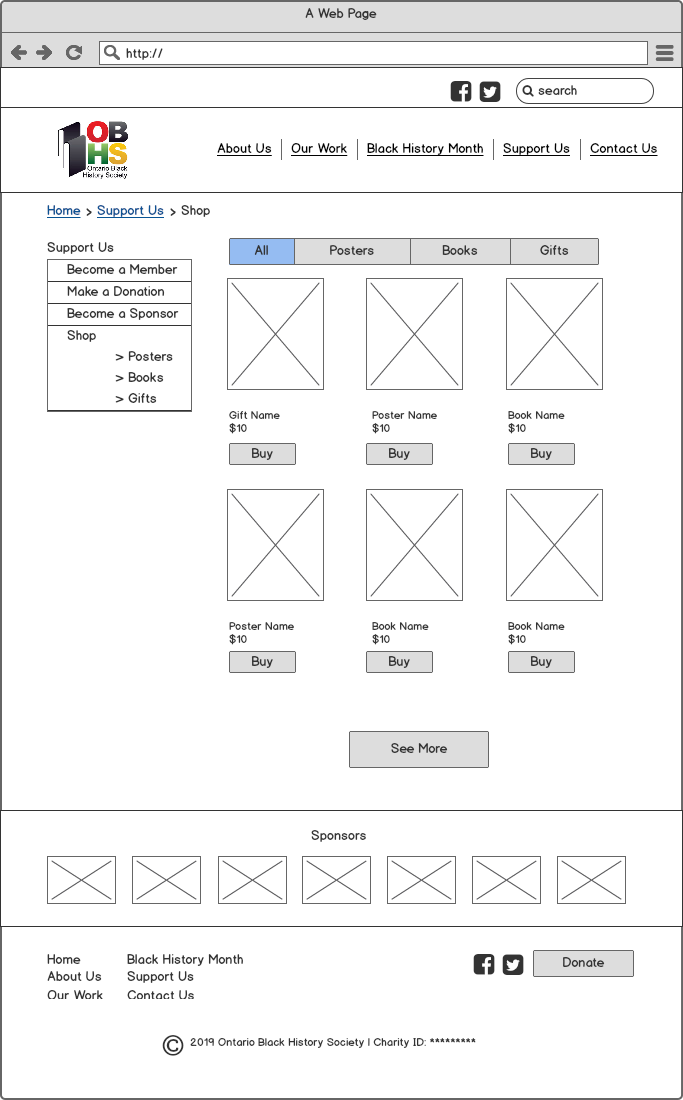 A Web Page
http://
search
OB
HS
Ontario Black
History Society
About Us
Our Work
Black History Month
Support Us
Contact Us
Home > Support Us > Shop
Support Us
Become a Member
Make a Donation
Become a Sponsor
Shop
> Posters
> Books
> Gifts
All
Posters
Books
Gifts
Gift Name
$10
Buy
Poster Name
$10
Buy
Book Name
$10
Buy
Poster Name
$10
Buy
Book Name
$10
Buy
Book Name
$10
Buy
See More
Sponsors
Home
About Us
Our Work
Black History Month
Support Us
Contact Us
Donate
© 2019 Ontario Black History Society | Charity ID: *********